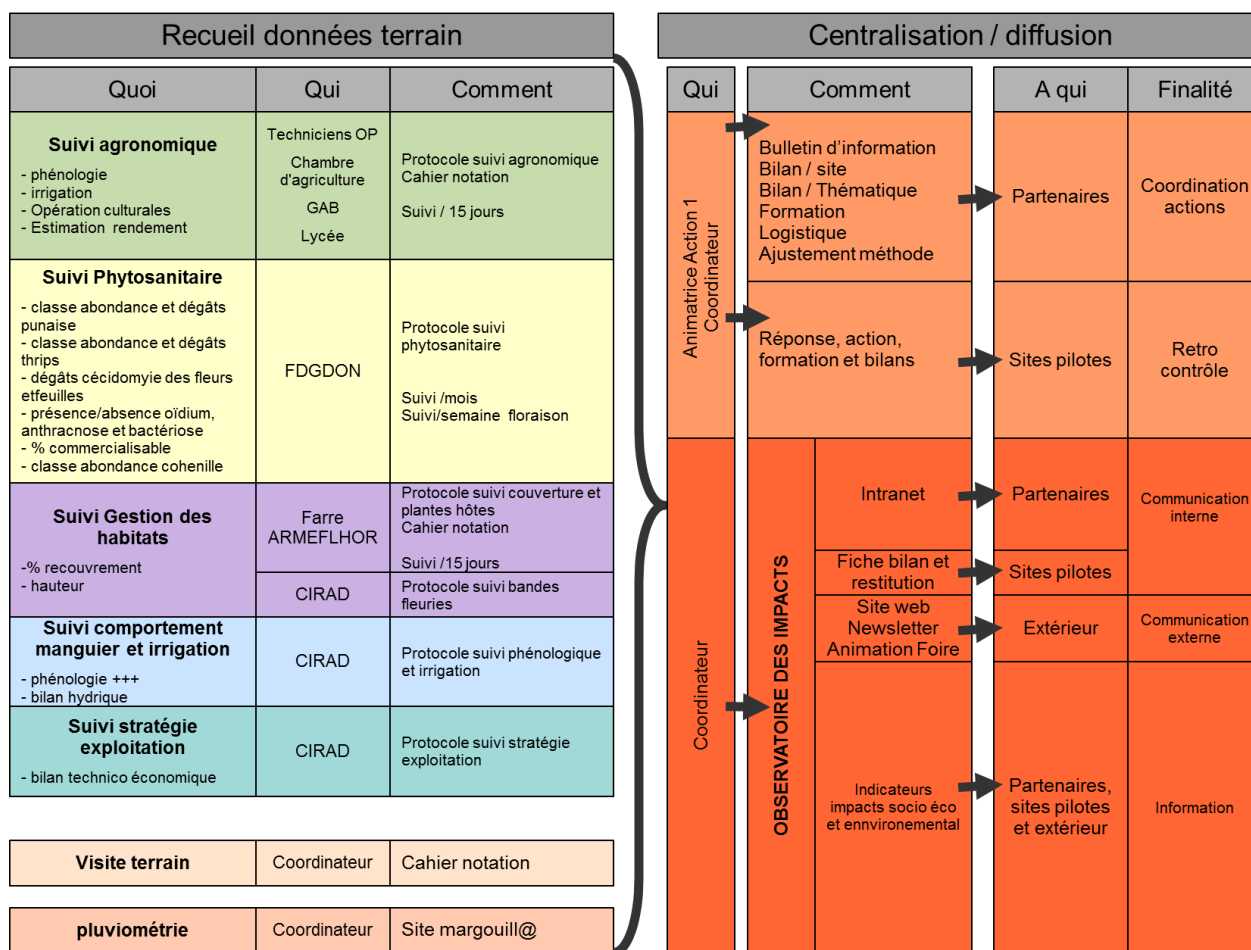 Recueil données terrain
Quoi
Qui
Comment
Suivi agronomique
- phénologie
- irrigation
- Opération culturales
- Estimation rendement
Techniciens OP
Chambre
d'agriculture
GAB
Lycée
Protocole suivi agronomique
Cahier notation
Suivi / 15 jours
Suivi Phytosanitaire
- classe abondance et dégâts
punaise
- classe abondance et dégâts
thrips
- dégâts cécidomyie des fleurs
etfeuilles
- présence/absence oïdium,
anthracnose et bactériose
- % commercialisable
- classe abondance cohenille
FDGDON
Protocole suivi
phytosanitaire
Suivi /mois
Suivi/semaine floraison
Suivi Gestion des
habitats
-% recouvrement
- hauteur
Farre
ARMEFLHOR
Protocole suivi couverture et
plantes hôtes
Cahier notation
Suivi /15 jours
CIRAD
Protocole suivi bandes
fleuries
Suivi comportement
manguier et irrigation
- phénologie +++
- bilan hydrique
CIRAD
Protocole suivi phénologique
et irrigation
Suivi stratégie
exploitation
- bilan technico économique
CIRAD
Protocole suivi stratégie
exploitation
Visite terrain
Coordinateur
Cahier notation
pluviométrie
Coordinateur
Site margouill@
Centralisation / diffusion
Qui
Comment
A qui
Finalité
Animatrice Action 1
Coordinateur
Bulletin d'information
Bilan / site
Bilan / Thématique
Formation
Logistique
Ajustement méthode
Partenaires
Coordination
actions
Réponse, action,
formation et bilans
Sites pilotes
Retro
contrôle
Coordinateur
OBSERVATOIRE DES IMPACTS
Intranet
Partenaires
Communication
interne
Fiche bilan et
restitution
Sites pilotes
Site web
Newsletter
Animation Foire
Extérieur
Communication
externe
Indicateurs
impacts socio éco
et ennvironemental
Partenaires,
sites pilotes
et extérieur
Information